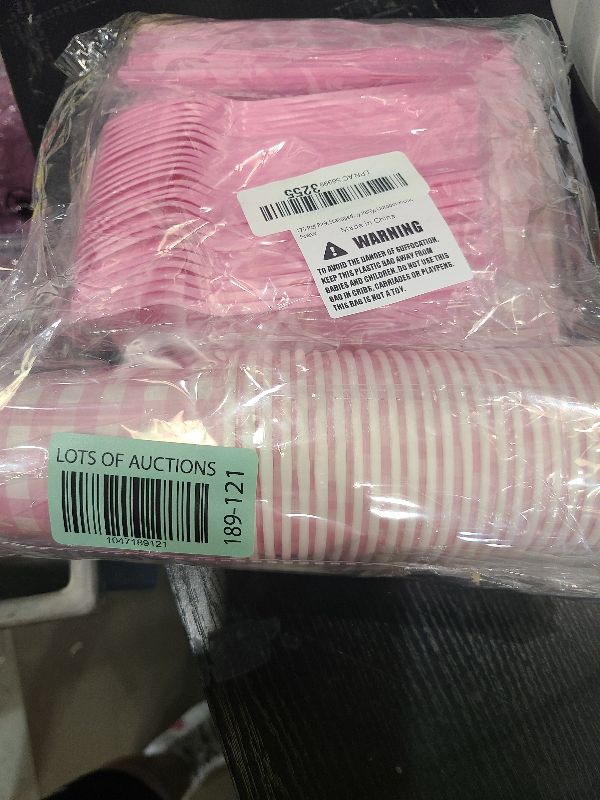 3255
New
Made in China
WARNING
TO AVOID THE DANGER OF SUFFOCATION,
KEEP THIS PLASTIC BAG AWAY FROM
BABIES AND CHILDREN. DO NOT USE THIS
BAG IN CRIBS, CARRIAGES OR PLAYPENS.
THIS BAG IS NOT A TOY.
LOTS OF AUCTIONS
1047189121
189-121